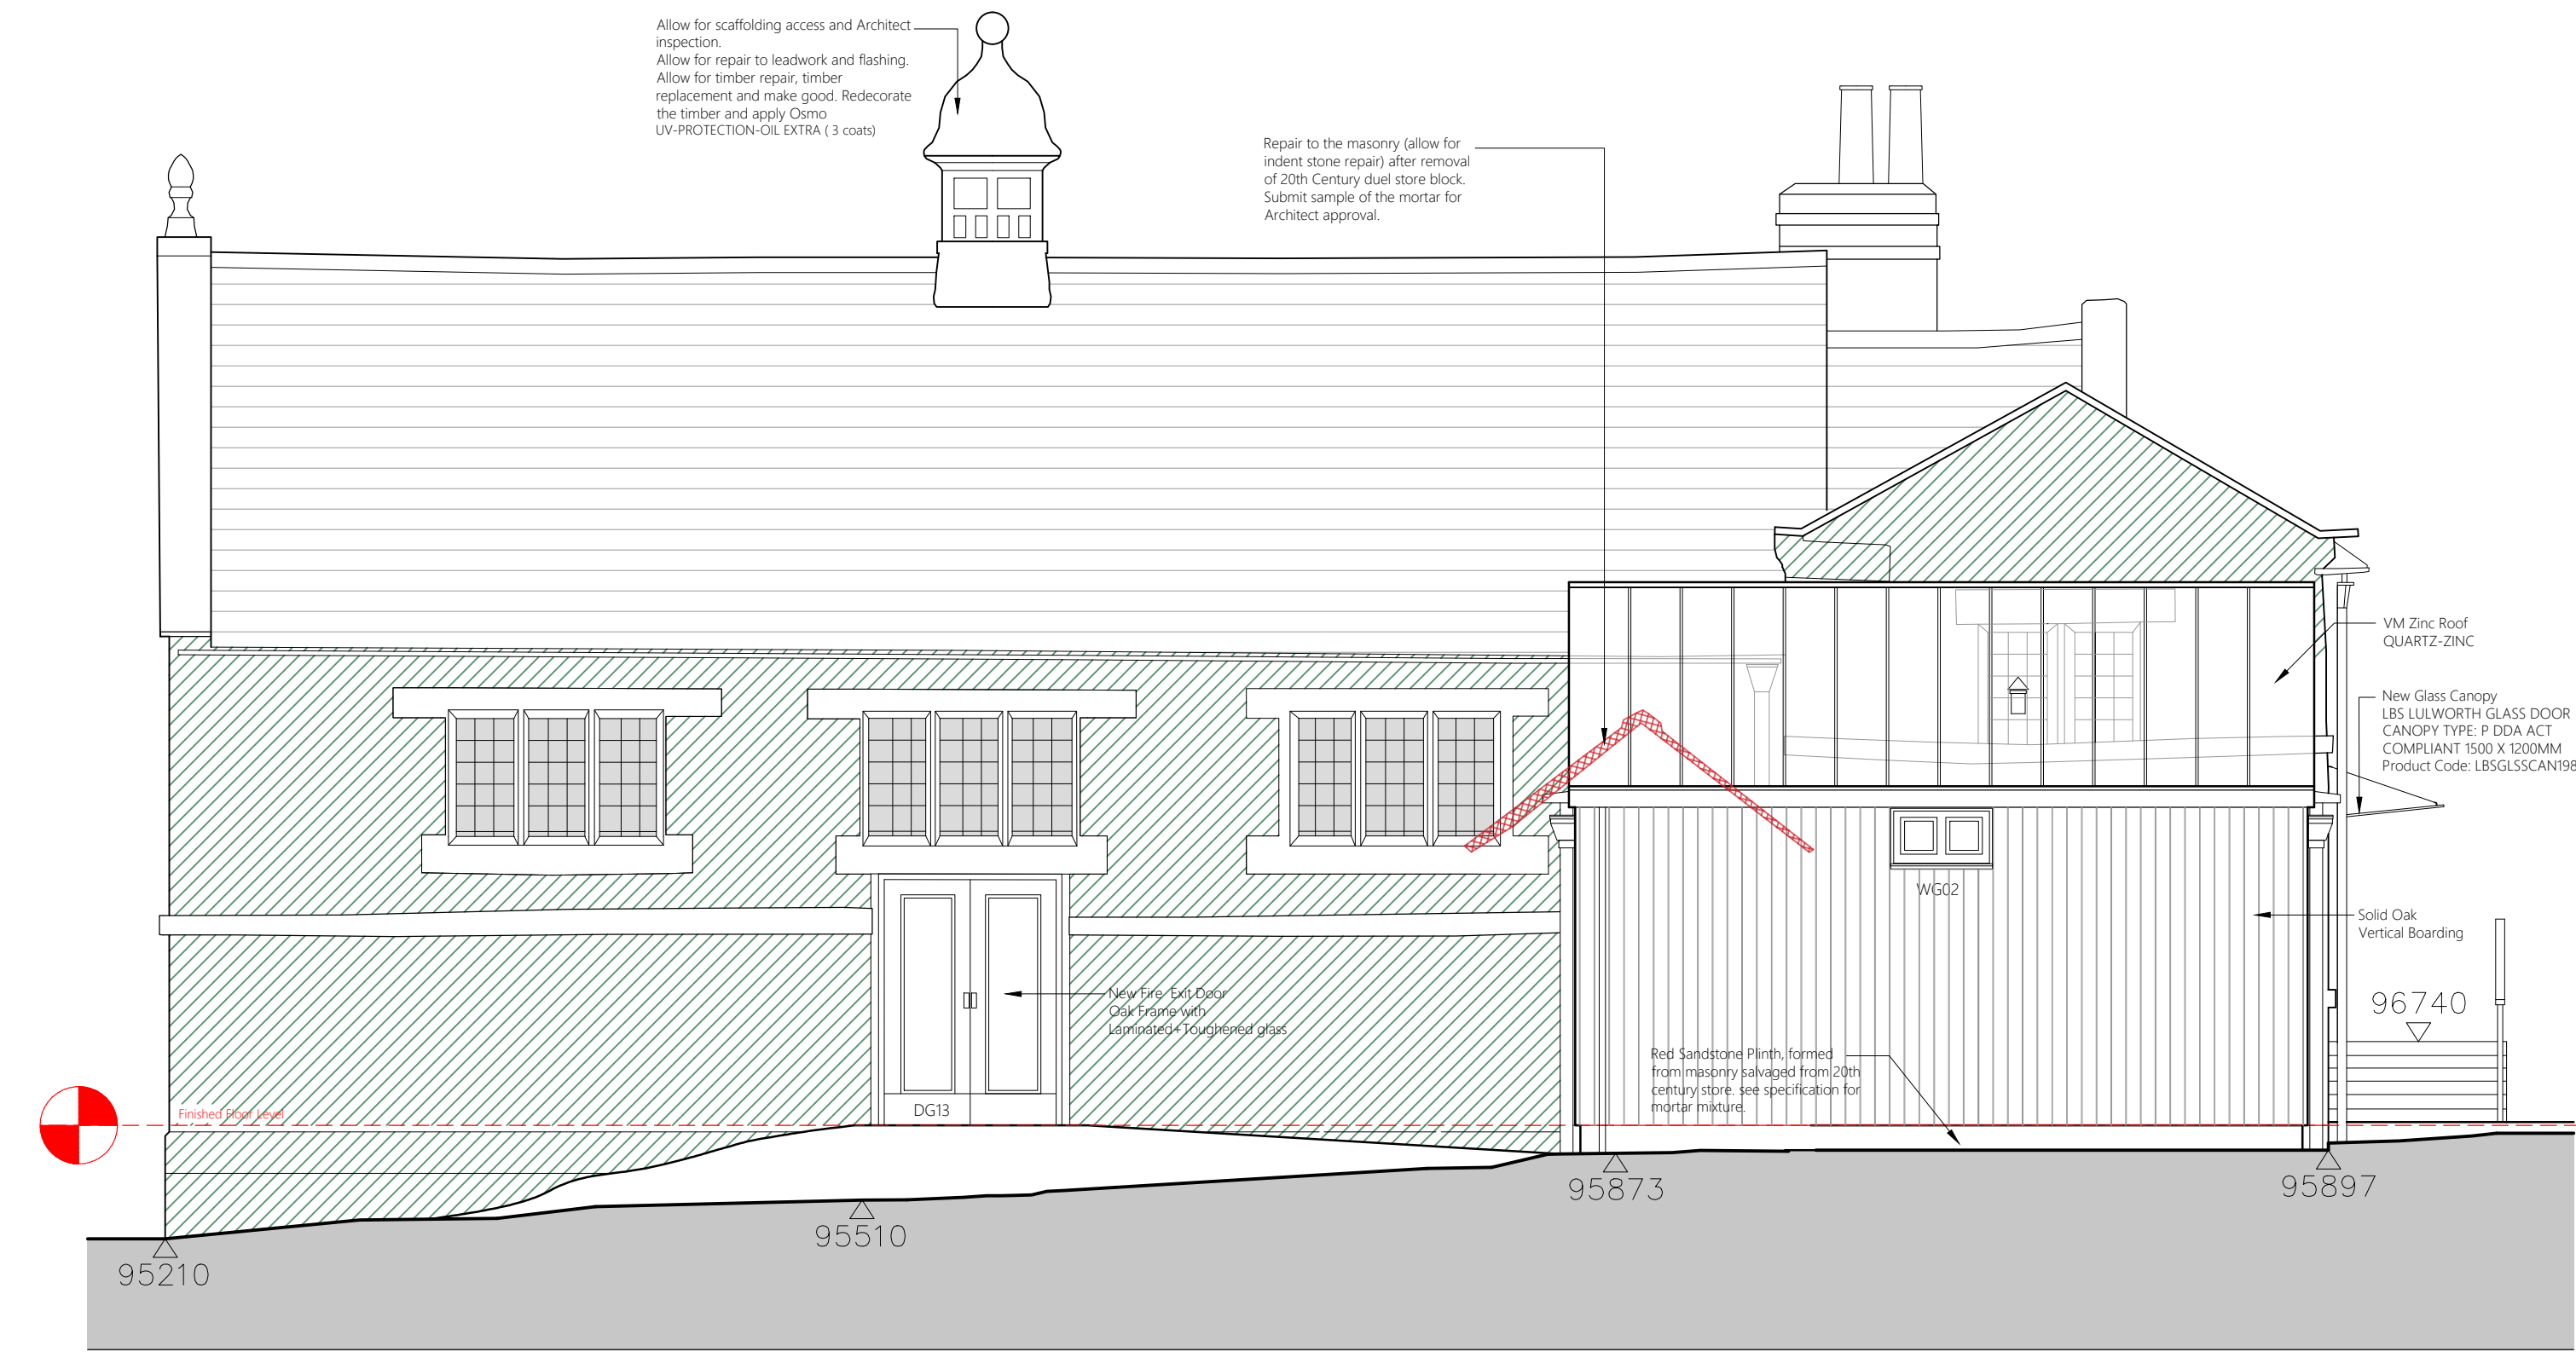 Allow for scaffolding access and Architect
inspection.
Allow for repair to leadwork and flashing.
Allow for timber repair, timber
replacement and make good. Redecorate
the timber and apply Osmo
UV-PROTECTION-OIL EXTRA ( 3 coats)
Repair to the masonry (allow for
indent stone repair) after removal
of 20th Century duel store block.
Submit sample of the mortar for
Architect approval.
VM Zinc Roof
QUARTZ-ZINC
New Glass Canopy
LBS LULWORTH GLASS DOOR
CANOPY TYPE: P DDA ACT
COMPLIANT 1500 X 1200MM
Product Code: LBSGLSSCAN198
WG02
Solid Oak
Vertical Boarding
New Fire Exit Door
Oak Frame with
Laminated+Toughened glass
96740
Red Sandstone Plinth, formed
from masonry salvaged from 20th
century store. see specification for
mortar mixture.
Finished Floor Level
DG13
95873
95897
95510
95210